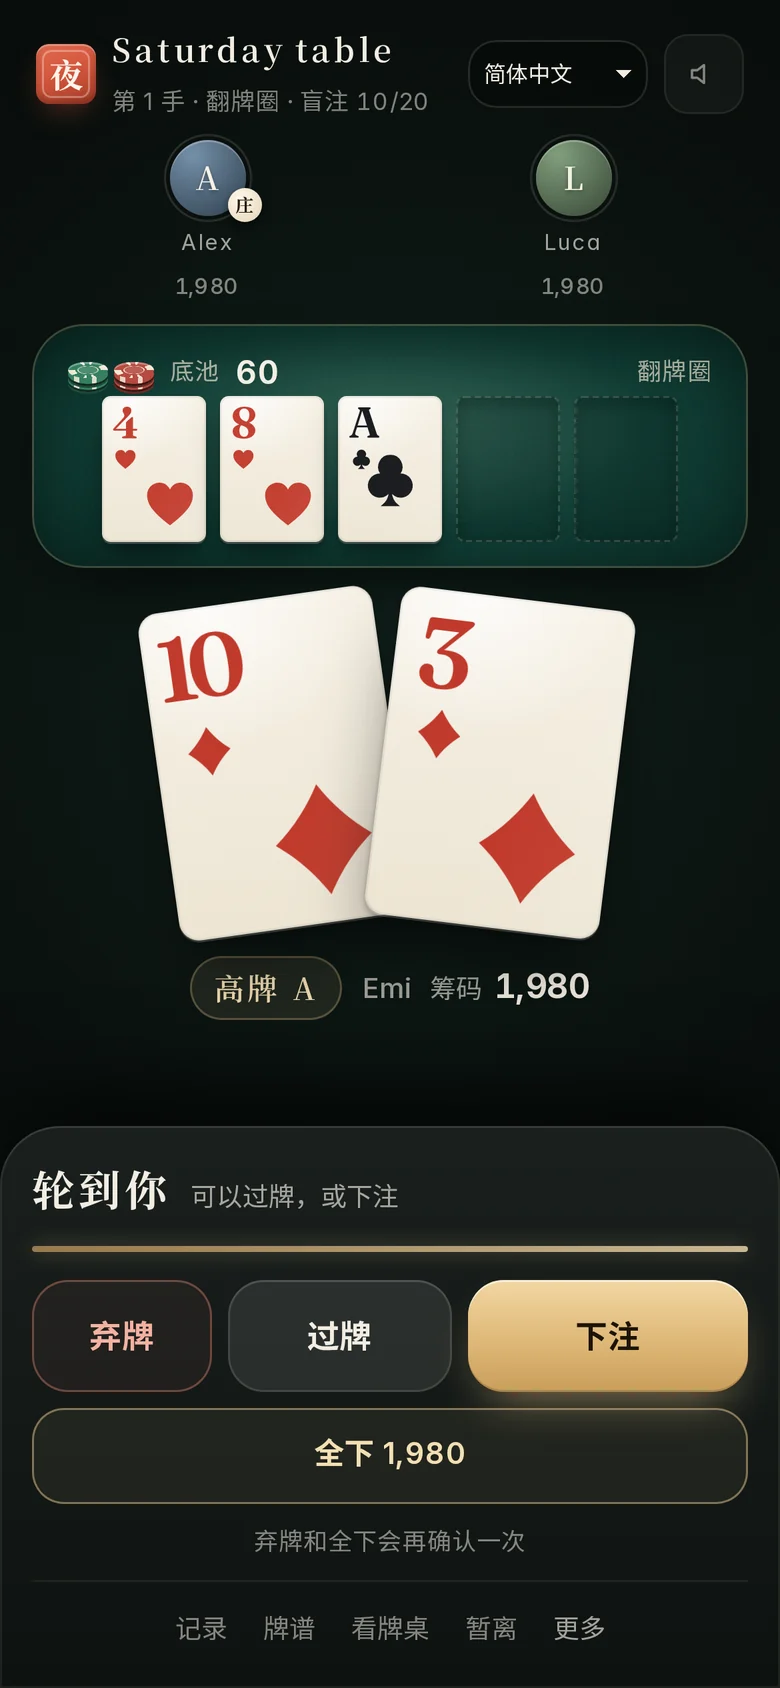 夜
Saturday table
第 1 手 · 翻牌圈 · 盲注 10/20
简体中文
A
庄
Alex
1,980
L
Luca
1,980
底池 60
翻牌圈
4
8
A
10
3
高牌 A
Emi 筹码 1,980
轮到你 可以过牌，或下注
弃牌
过牌
下注
全下 1,980
弃牌和全下会再确认一次
记录 牌谱 看牌桌 暂离 更多